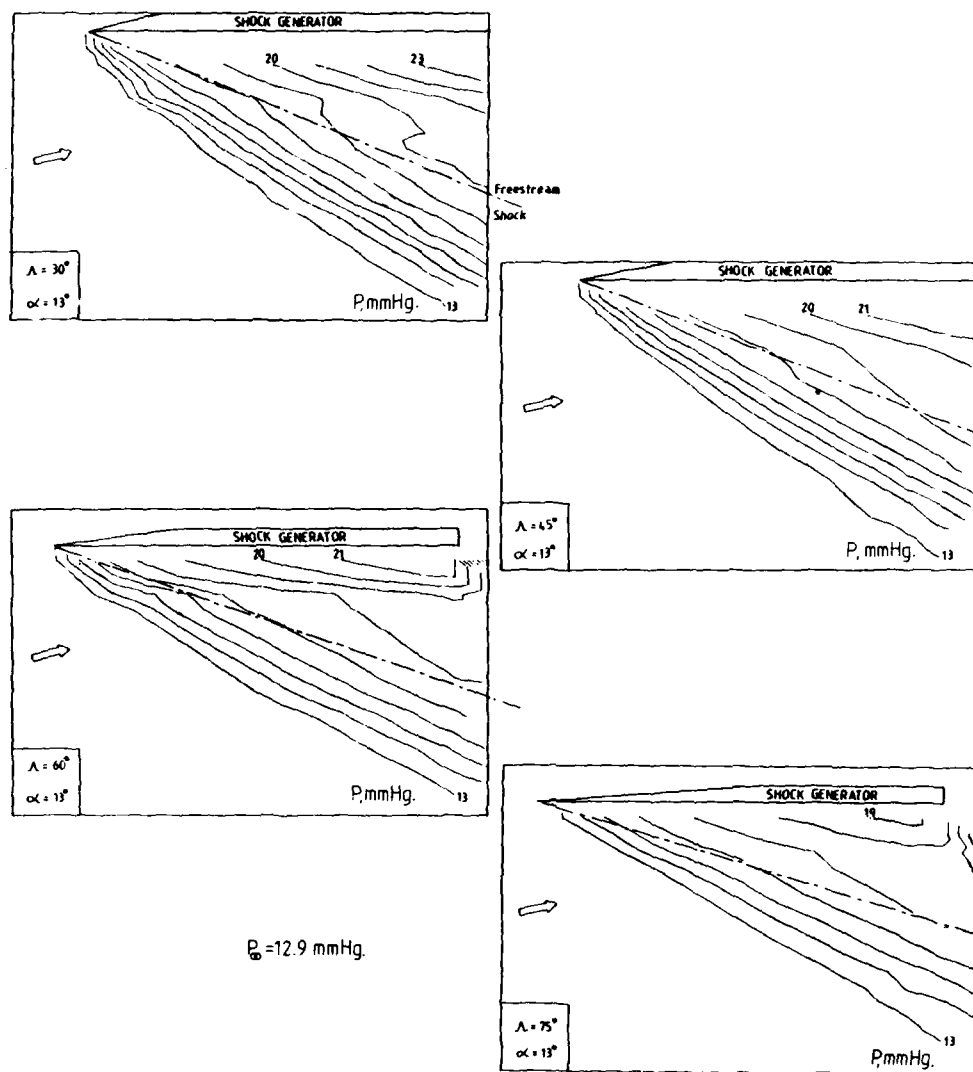 SHOCK GENERATOR
20
23
Freestream
Shock
Λ = 30°
α = 13°
P,mmHg.
13
SHOCK GENERATOR
20
21
Λ = 45°
α = 13°
P, mmHg.
13
SHOCK GENERATOR
20
21
Λ = 60°
α = 13°
P,mmHg.
13
SHOCK GENERATOR
19
P∞ =12.9 mmHg.
Λ = 75°
α = 13°
P,mmHg.
13